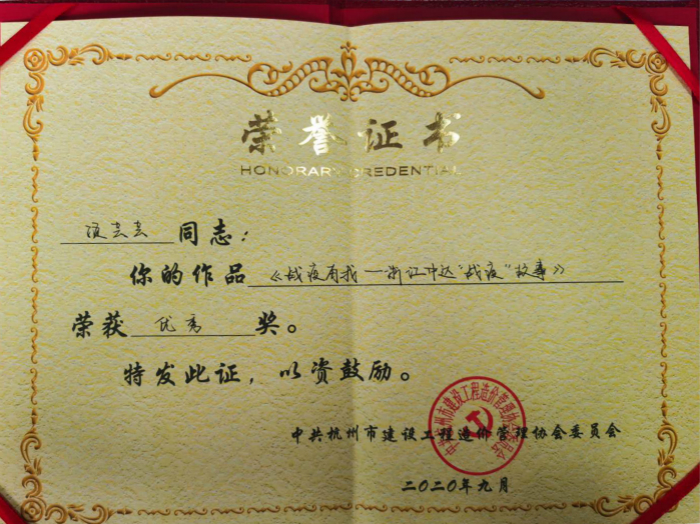 荣誉证书
HONORARY CREDENTIAL
同志：
你的作品《战疫有我——浙江中达“战疫”故事》
荣获优秀奖。
特发此证，以资鼓励。
中共杭州市建设工程造价管理协会委员会
二〇二〇年九月